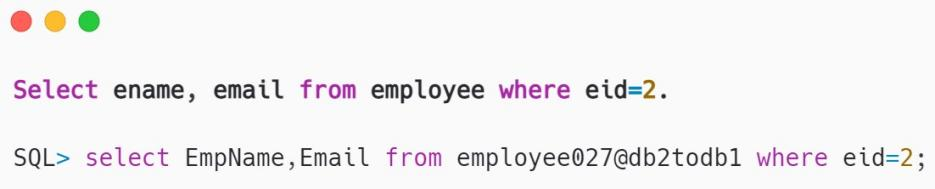 Select ename, email from employee where eid=2.
SQL> select EmpName,Email from employee027@db2todb1 where eid=2;